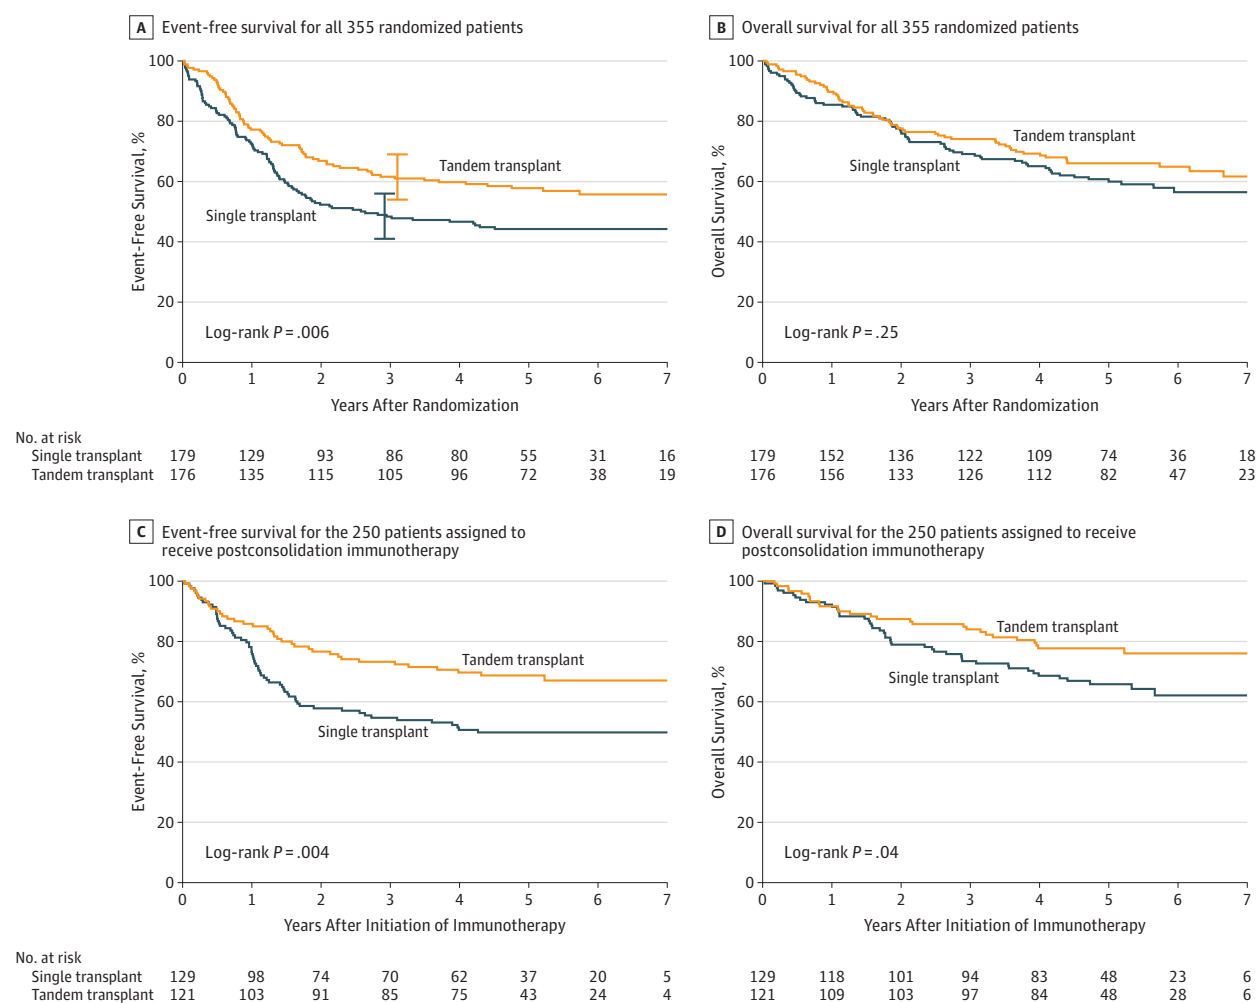 A Event-free survival for all 355 randomized patients
100
80
60
40
20
0
Event-Free Survival, %
Tandem transplant
Single transplant
Log-rank P = .006
0 1 2 3 4 5 6 7
Years After Randomization
No. at risk
Single transplant 179 129 93 86 80 55 31 16
Tandem transplant 176 135 115 105 96 72 38 19
B Overall survival for all 355 randomized patients
100
80
60
40
20
0
Overall Survival, %
Tandem transplant
Single transplant
Log-rank P = .25
0 1 2 3 4 5 6 7
Years After Randomization
179 152 136 122 109 74 36 18
176 156 133 126 112 82 47 23
C Event-free survival for the 250 patients assigned to
receive postconsolidation immunotherapy
100
80
60
40
20
0
Event-Free Survival, %
Tandem transplant
Single transplant
Log-rank P = .004
0 1 2 3 4 5 6 7
Years After Initiation of Immunotherapy
No. at risk
Single transplant 129 98 74 70 62 37 20 5
Tandem transplant 121 103 91 85 75 43 24 4
D Overall survival for the 250 patients assigned to receive
postconsolidation immunotherapy
100
80
60
40
20
0
Overall Survival, %
Tandem transplant
Single transplant
Log-rank P = .04
0 1 2 3 4 5 6 7
Years After Initiation of Immunotherapy
129 118 101 94 83 48 23 6
121 109 103 97 84 48 28 6